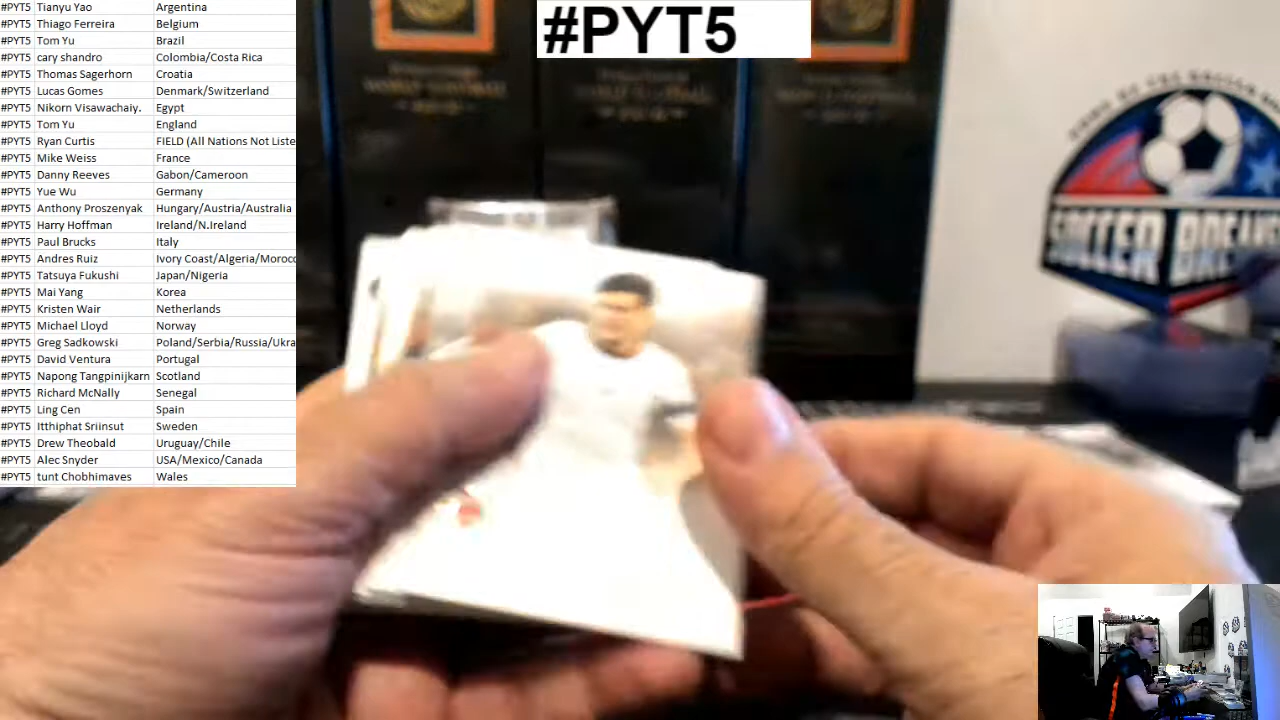 #PYT5 Tianyu Yao Argentina
#PYT5 Thiago Ferreira Belgium
#PYT5 Tom Yu Brazil
#PYT5 cary shandro Colombia/Costa Rica
#PYT5 Thomas Sagerhorn Croatia
#PYT5 Lucas Gomes Denmark/Switzerland
#PYT5 Nikorn Visawachaiy. Egypt
#PYT5 Tom Yu England
#PYT5 Ryan Curtis FIELD (All Nations Not Liste
#PYT5 Mike Weiss France
#PYT5 Danny Reeves Gabon/Cameroon
#PYT5 Yue Wu Germany
#PYT5 Anthony Proszenyak Hungary/Austria/Australia
#PYT5 Harry Hoffman Ireland/N.Ireland
#PYT5 Paul Brucks Italy
#PYT5 Andres Ruiz Ivory Coast/Algeria/Moroco
#PYT5 Tatsuya Fukushi Japan/Nigeria
#PYT5 Mai Yang Korea
#PYT5 Kristen Wair Netherlands
#PYT5 Michael Lloyd Norway
#PYT5 Greg Sadkowski Poland/Serbia/Russia/Ukra
#PYT5 David Ventura Portugal
#PYT5 Napong Tangpinijkarn Scotland
#PYT5 Richard McNally Senegal
#PYT5 Ling Cen Spain
#PYT5 Itthiphat Sriinsut Sweden
#PYT5 Drew Theobald Uruguay/Chile
#PYT5 Alec Snyder USA/Mexico/Canada
#PYT5 tunt Chobhimaves Wales
#PYT5
SOCCER BREAKS